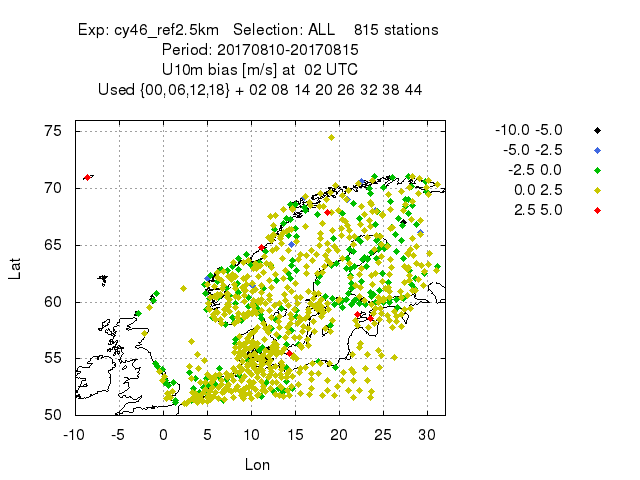 Exp: cy46_ref2.5km Selection: ALL 815 stations
Period: 20170810-20170815
U10m bias [m/s] at 02 UTC
Used {00,06,12,18} + 02 08 14 20 26 32 38 44
-10.0 -5.0
-5.0 -2.5
-2.5 0.0
0.0 2.5
2.5 5.0
75
70
65
60
55
50
Lat
-10 -5 0 5 10 15 20 25 30
Lon